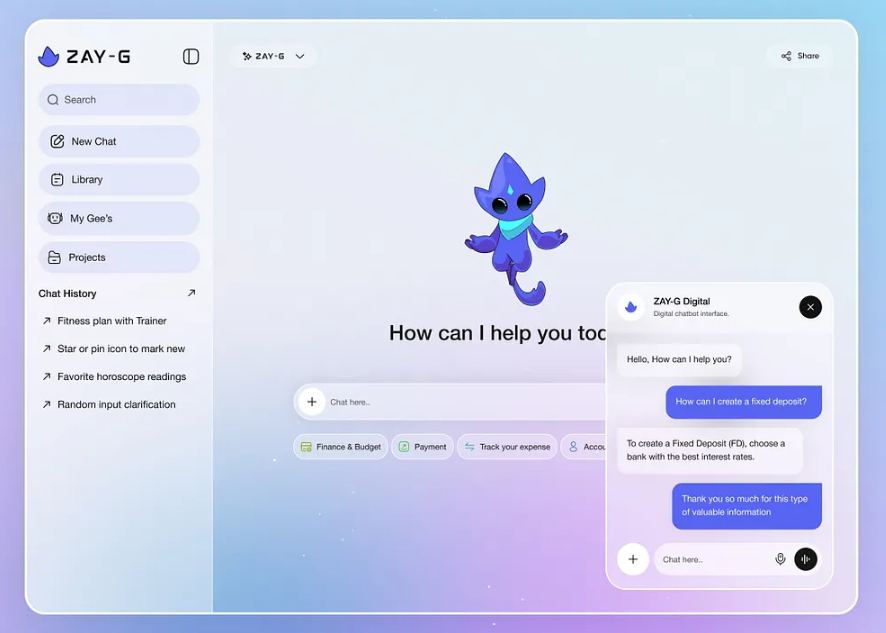 ZAY-G
Search
New Chat
Library
My Gee's
Projects
Chat History
Fitness plan with Trainer
Star or pin icon to mark new
Favorite horoscope readings
Random input clarification
ZAY-G
Share
How can I help you
Chat here..
Finance & Budget
Payment
Track your expense
ZAY-G Digital
Digital chatbot interface.
Hello, How can I help you?
How can I create a fixed deposit?
To create a Fixed Deposit (FD), choose a
bank with the best interest rates.
Thank you so much for this type
of valuable information
Chat here..